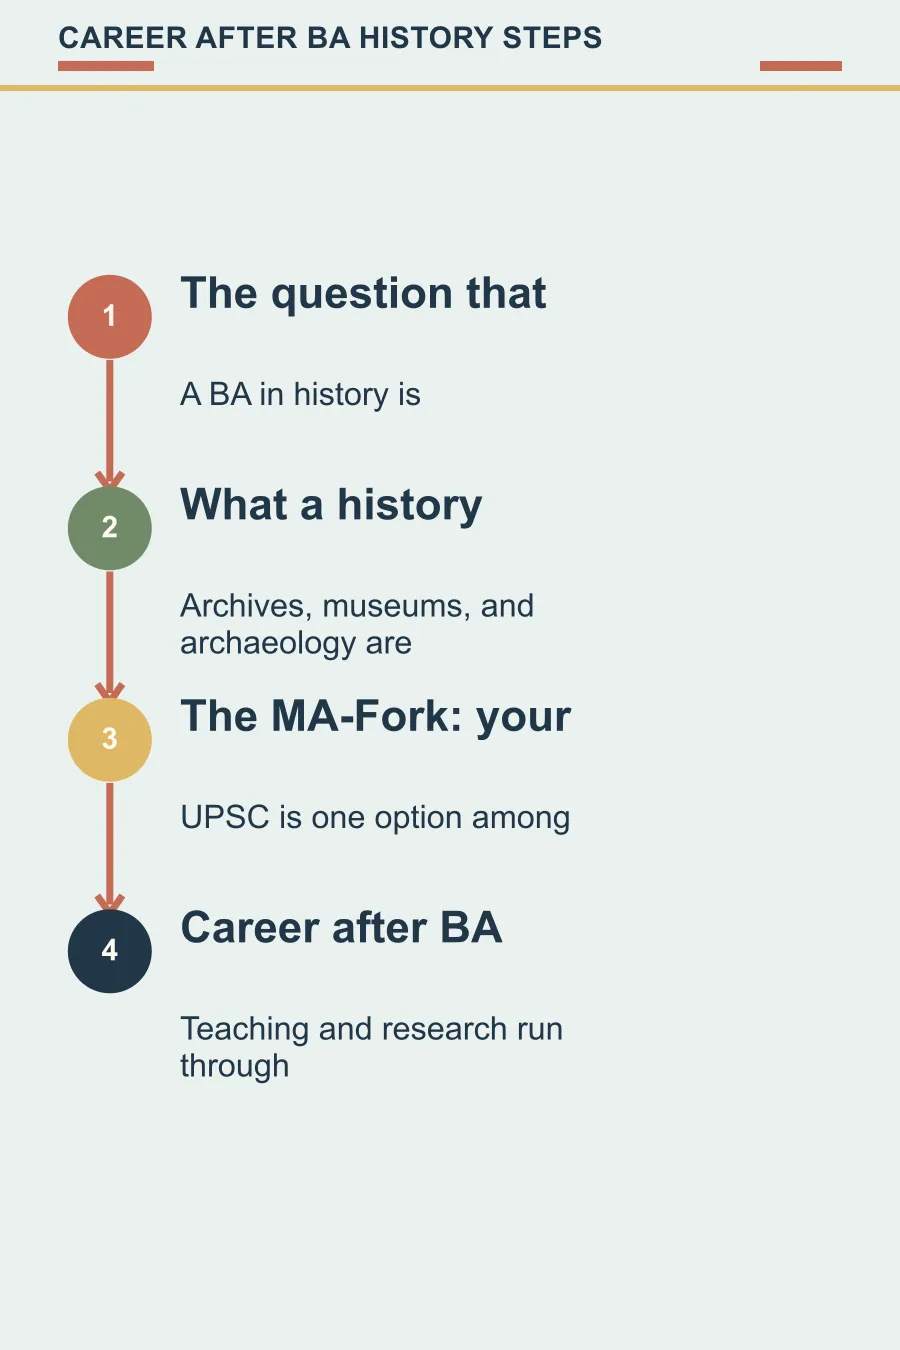 CAREER AFTER BA HISTORY STEPS
1
The question that
A BA in history is
2
What a history
Archives, museums, and
archaeology are
3
The MA-Fork: your
UPSC is one option among
4
Career after BA
Teaching and research run
through